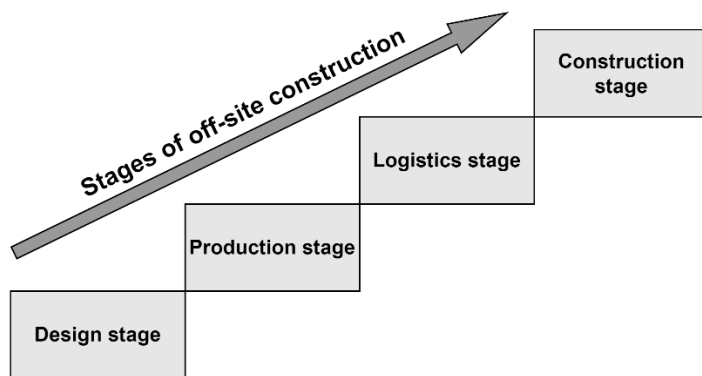 Stages of off-site construction
Construction
stage
Logistics stage
Production stage
Design stage